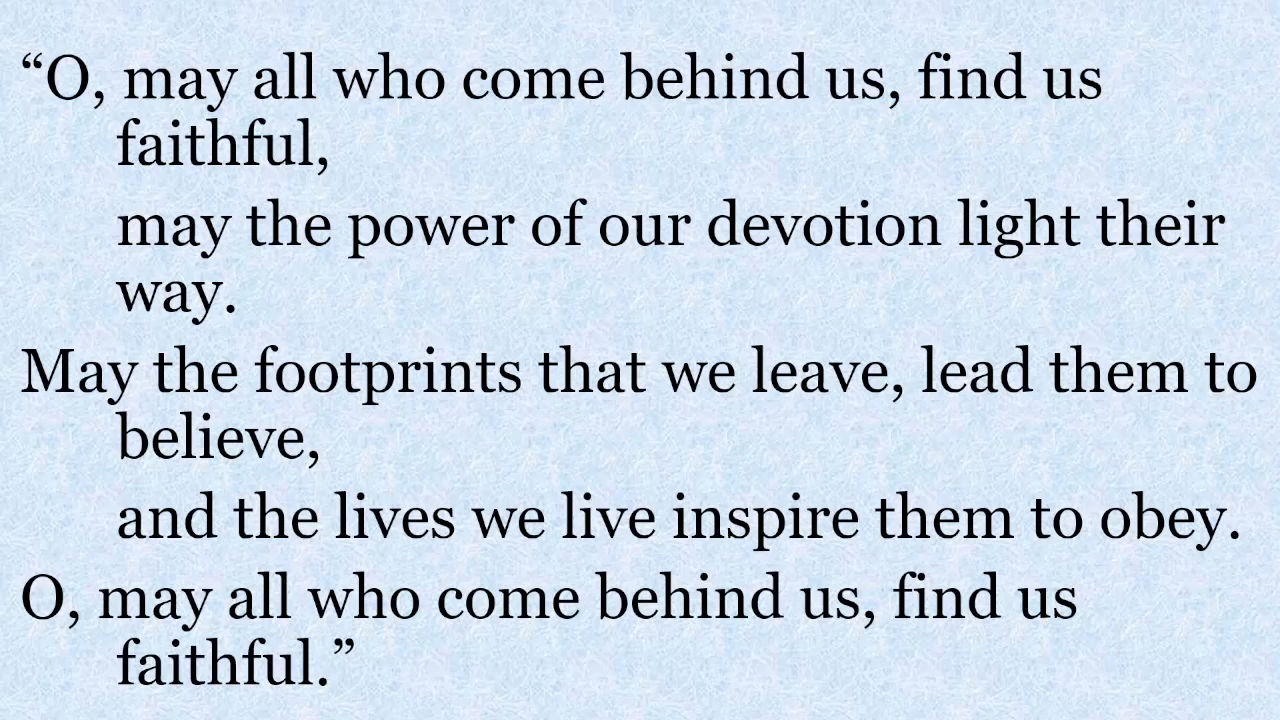 “O, may all who come behind us, find us
faithful,
may the power of our devotion light their
way.
May the footprints that we leave, lead them to
believe,
and the lives we live inspire them to obey.
O, may all who come behind us, find us
faithful.”